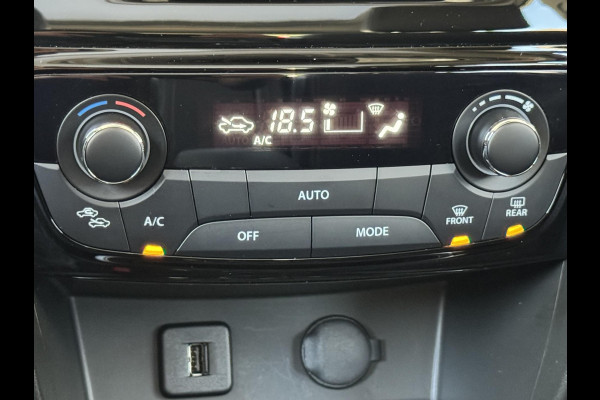 18.5
A/C
AUTO
A/C
OFF
MODE
FRONT
REAR